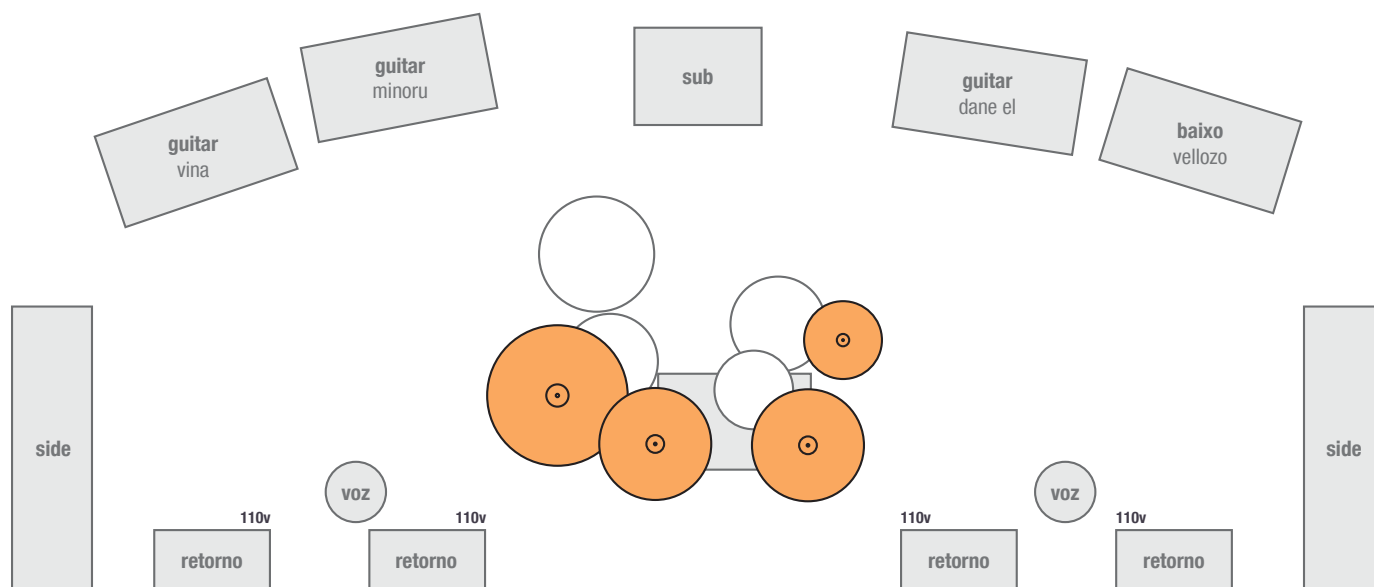 guitar
minoru
sub
guitar
dane el
guitar
vina
baixo
vellozo
side
side
voz
voz
110v
110v
110v
110v
retorno
retorno
retorno
retorno